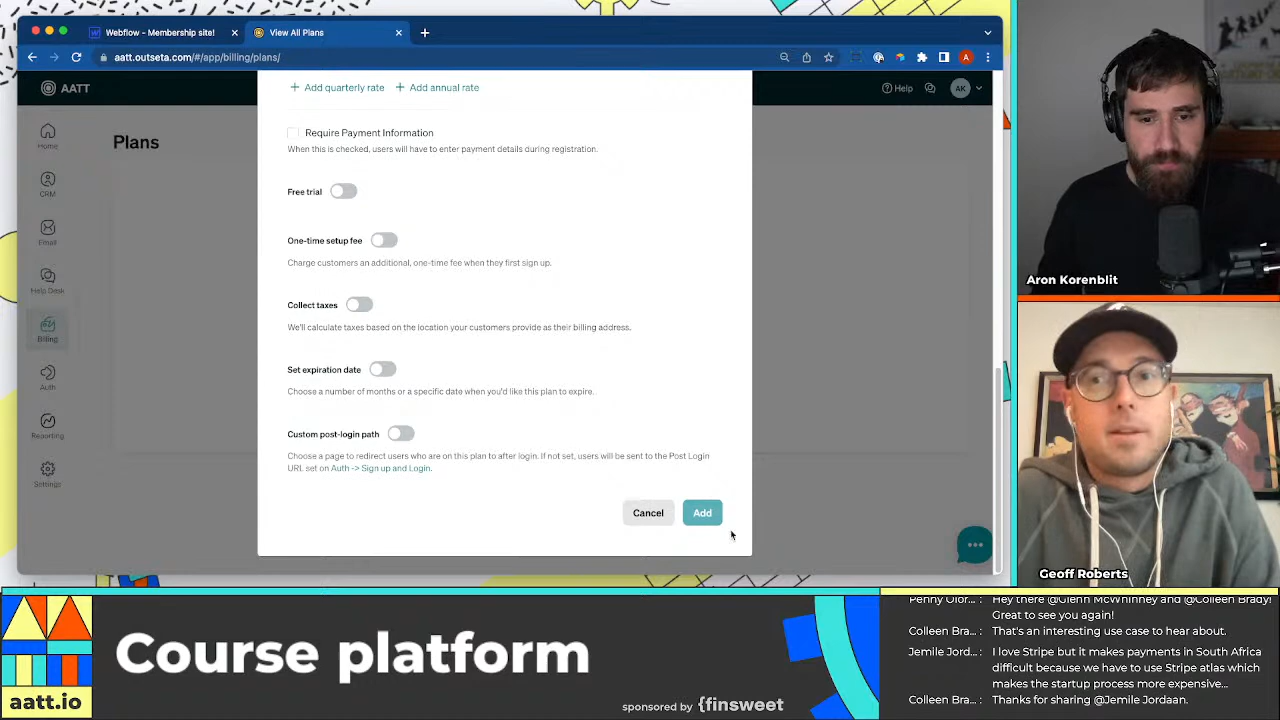 Webflow - Membership site!
View All Plans
aatt.outseta.com/#/app/billing/plans/
A
AATT
Help
AK
Home
CRM
Email
Help Desk
Billing
Auth
Reporting
Settings
Plans
+ Add quarterly rate + Add annual rate
Require Payment Information
When this is checked, users will have to enter payment details during registration.
Free trial
One-time setup fee
Charge customers an additional, one-time fee when they first sign up.
Collect taxes
We'll calculate taxes based on the location your customers provide as their billing address.
Set expiration date
Choose a number of months or a specific date when you'd like this plan to expire.
Custom post-login path
Choose a page to redirect users who are on this plan to after login. If not set, users will be sent to the Post Login
URL set on Auth -> Sign up and Login.
Cancel
Add
Aron Korenblit
Geoff Roberts
aatt.io
Course platform
sponsored by {finsweet
Hey there @Glenn McWhinney and @Colleen Brady!
Great to see you again!
Colleen Bra... : That's an interesting use case to hear about.
Jemile Jord... : I love Stripe but it makes payments in South Africa
difficult because we have to use Stripe atlas which
makes the startup process more expensive...
Colleen Bra... : Thanks for sharing @Jemile Jordaan.